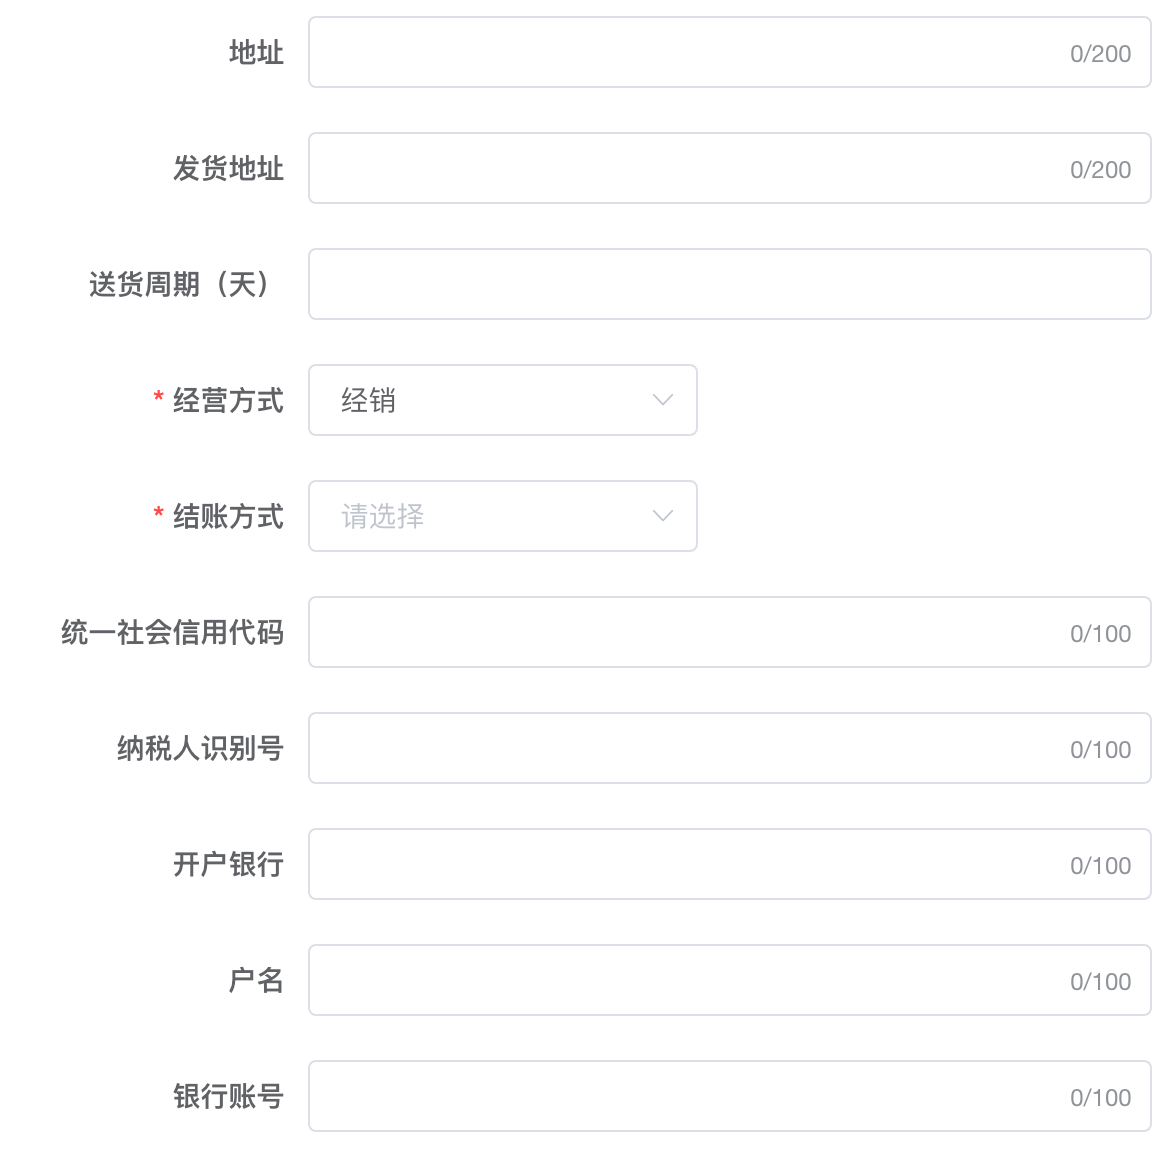 地址 0/200
发货地址 0/200
送货周期（天）
* 经营方式 经销
* 结账方式 请选择
统一社会信用代码 0/100
纳税人识别号 0/100
开户银行 0/100
户名 0/100
银行账号 0/100